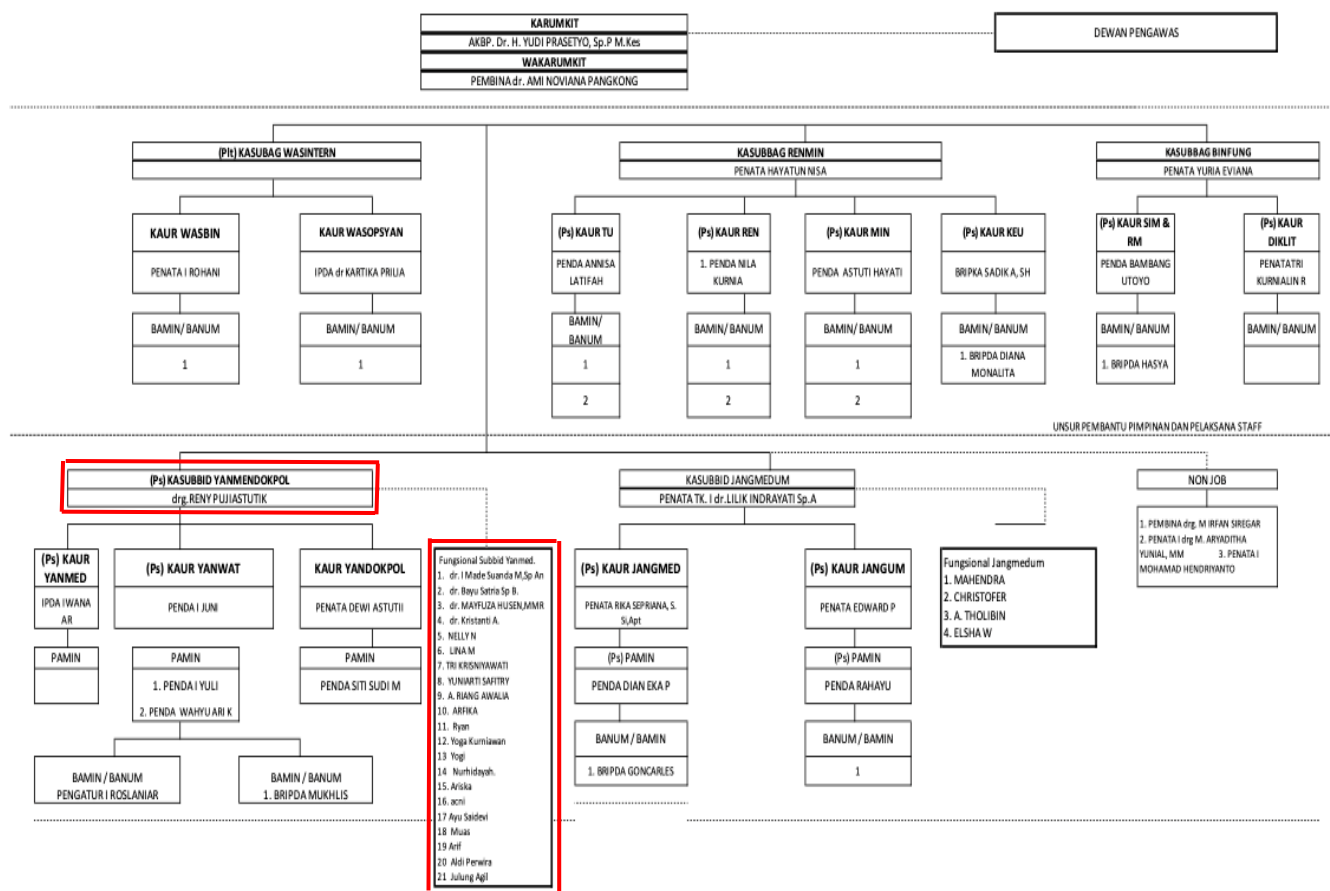 KARUMKIT
AKBP. Dr. H. YUDI PRASETYO, Sp.P M.Kes
WAKARUMKIT
PEMBINA dr. AMI NOVIANA PANGKONG
DEWAN PENGAWAS
(Plt) KASUBAG WASINTERN
KAUR WASBIN
PENATA I ROHANI
BAMIN/ BANUM
1
KAUR WASOPSYAN
IPDA dr KARTIKA PRILIA
BAMIN/ BANUM
1
KASUBBAG RENMIN
PENATA HAYATUN NISA
(Ps) KAUR TU
PENDA ANNISA
LATIFAH
BAMIN/
BANUM
1
2
(Ps) KAUR REN
1. PENDA NILA
KURNIA
BAMIN/ BANUM
1
2
(Ps) KAUR MIN
PENDA ASTUTI HAYATI
BAMIN/ BANUM
1
2
(Ps) KAUR KEU
BRIPKA SADIK A, SH
BAMIN/ BANUM
1. BRIPDA DIANA
MONALITA
KASUBBAG BINFUNG
PENATA YURIA EVIANA
(Ps) KAUR SIM &
RM
PENDA BAMBANG
UTOYO
BAMIN/ BANUM
1. BRIPDA HASYA
(Ps) KAUR
DIKLIT
PENATATRI
KURNIALIN R
BAMIN/ BANUM
UNSUR PEMBANTU PIMPINAN DAN PELAKSANA STAFF
(Ps) KASUBBID YANMENDOKPOL
drg.RENY PUJIASTUTIK
(Ps) KAUR
YANMED
IPDA IWANA
AR
PAMIN
(Ps) KAUR YANWAT
PENDA I JUNI
PAMIN
1. PENDA I YULI
2. PENDA WAHYU ARI K
BAMIN / BANUM
PENGATUR I ROSLANIAR
BAMIN / BANUM
1. BRIPDA MUKHLIS
KAUR YANDOKPOL
PENATA DEWI ASTUTII
PAMIN
PENDA SITI SUDI M
Fungsional Subbid Yanmed.
1. dr. I Made Suanda M,Sp An
2. dr. Bayu Satria Sp B.
3. dr. MAYFUZA HUSEN,MMR
4. dr. Kristanti A.
5. NELLY N
6. LINA M
7. TRI KRISNIYAWATI
8. YUNIARTI SAFITRY
9. A. RIANG AWALIA
10. ARFIKA
11. Ryan
12. Yoga Kurniawan
13 Yogi
14 Nurhidayah.
15. Ariska
16. acni
17 Ayu Saidevi
18 Muas
19 Arif
20 Aldi Perwira
21 Julung Agil
KASUBBID JANGMEDUM
PENATA TK. I dr.LILIK INDRAYATI Sp.A
(Ps) KAUR JANGMED
PENATA RIKA SEPRIANA, S.
Si,Apt
(Ps) PAMIN
PENDA DIAN EKA P
BANUM / BAMIN
1. BRIPDA GONCARLES
(Ps) KAUR JANGUM
PENATA EDWARD P
(Ps) PAMIN
PENDA RAHAYU
BANUM / BAMIN
1
Fungsional Jangmedum
1. MAHENDRA
2. CHRISTOFER
3. A. THOLIBIN
4. ELSHA W
NON JOB
1. PEMBINA drg. M IRFAN SIREGAR
2. PENATA I drg M. ARYADITHA
YUNIAL, MM 3. PENATA I
MOHAMAD HENDRIYANTO